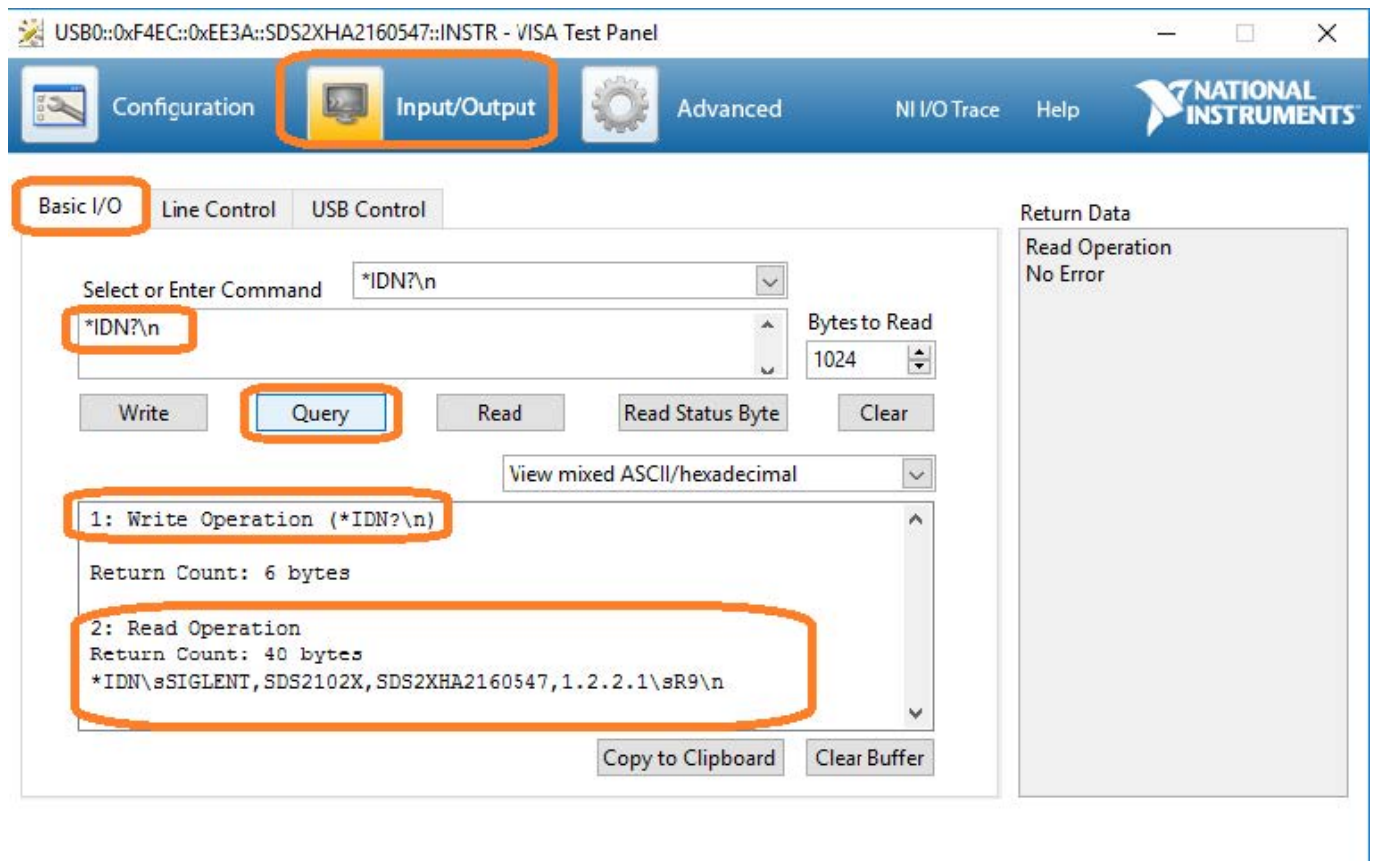 USB0::0xF4EC::0xEE3A::SDS2XHA2160547::INSTR - VISA Test Panel
Configuration Input/Output Advanced NI I/O Trace Help NATIONAL INSTRUMENTS
Basic I/O Line Control USB Control
Return Data
Read Operation
No Error
Select or Enter Command *IDN?\n
*IDN?\n
Bytes to Read
1024
Write Query Read Read Status Byte Clear
View mixed ASCII/hexadecimal
1: Write Operation (*IDN?\n)
Return Count: 6 bytes
2: Read Operation
Return Count: 40 bytes
*IDN\sSIGLENT,SDS2102X,SDS2XHA2160547,1.2.2.1\sR9\n
Copy to Clipboard Clear Buffer